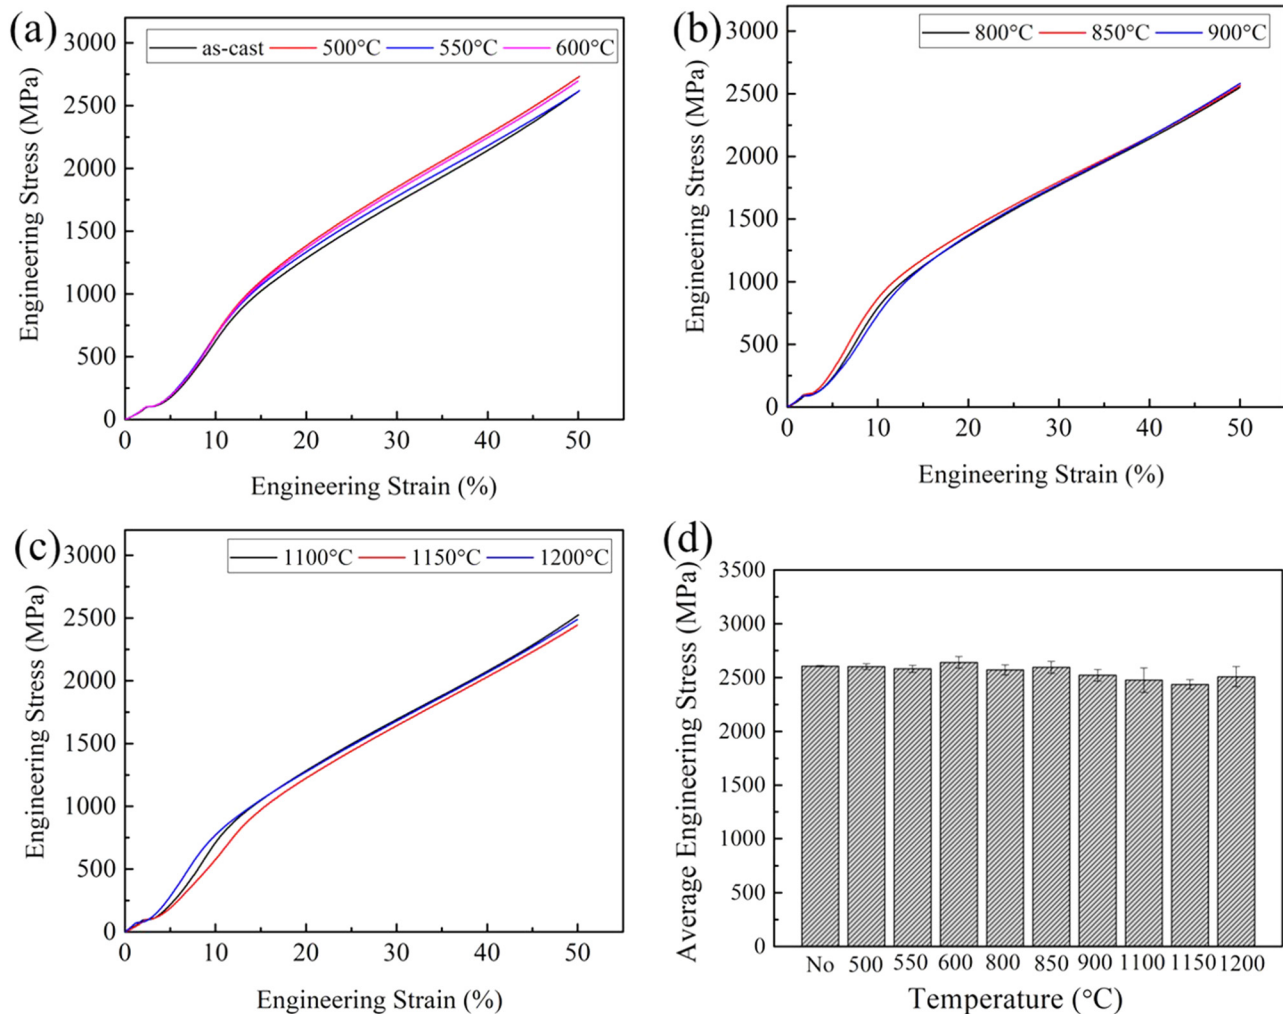 (a)
as-cast 500°C 550°C 600°C
Engineering Stress (MPa)
3000
2500
2000
1500
1000
500
0
0 10 20 30 40 50
Engineering Strain (%)
(b)
800°C 850°C 900°C
Engineering Stress (MPa)
3000
2500
2000
1500
1000
500
0
0 10 20 30 40 50
Engineering Strain (%)
(c)
1100°C 1150°C 1200°C
Engineering Stress (MPa)
3000
2500
2000
1500
1000
500
0
0 10 20 30 40 50
Engineering Strain (%)
(d)
Average Engineering Stress (MPa)
3500
3000
2500
2000
1500
1000
500
0
No 500 550 600 800 850 900 1100 1150 1200
Temperature (°C)